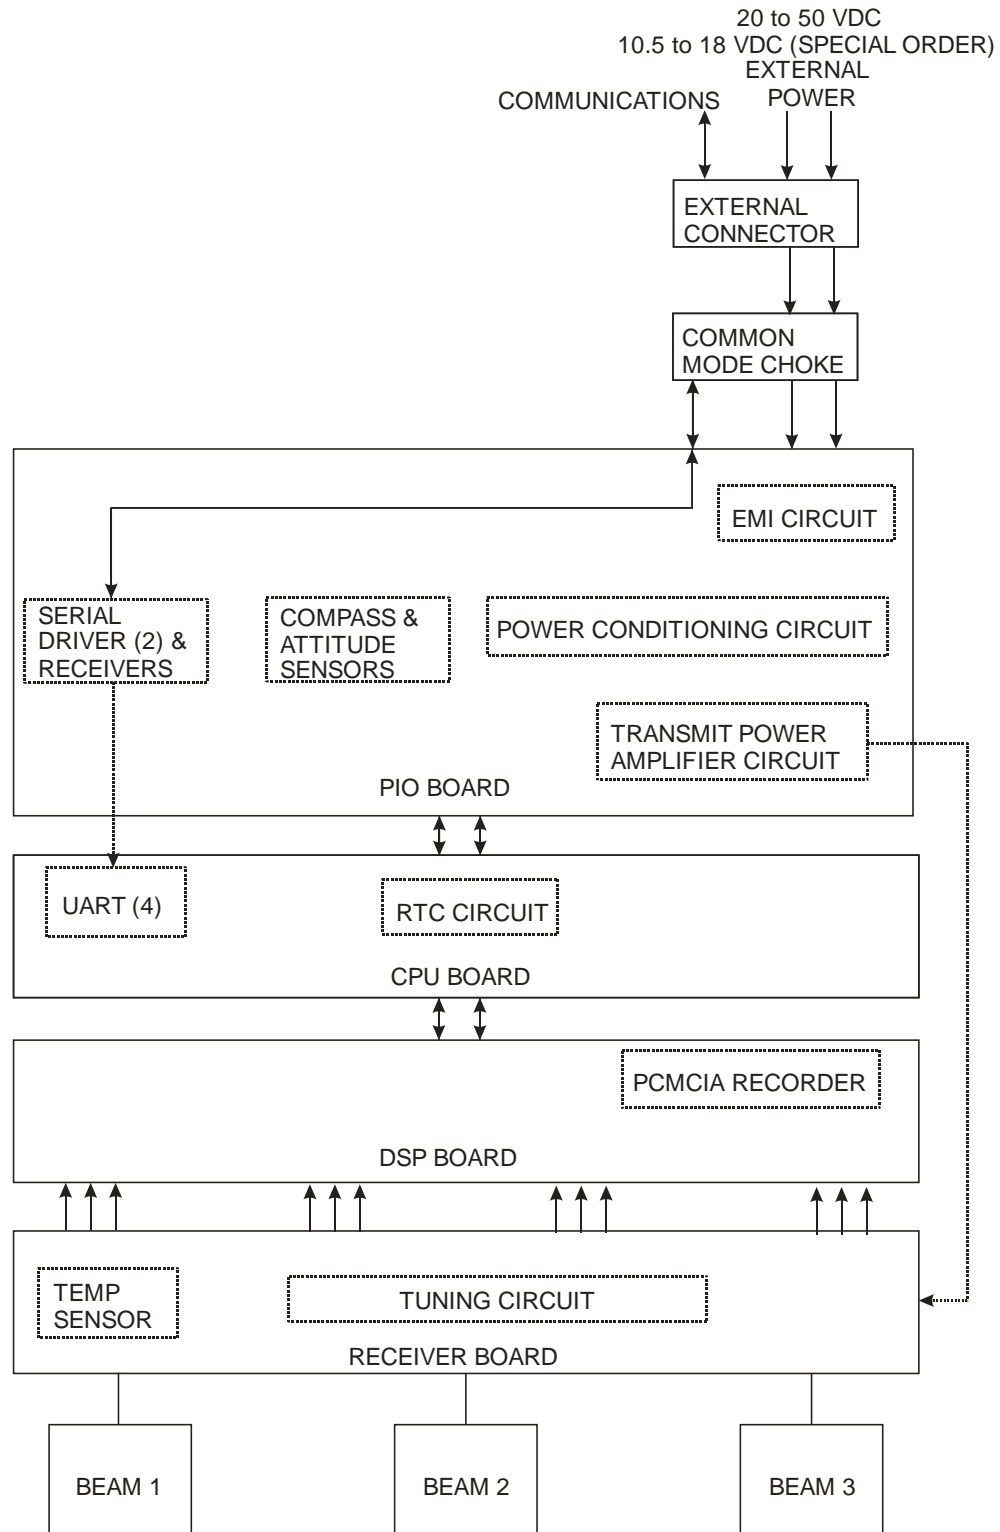 20 to 50 VDC
10.5 to 18 VDC (SPECIAL ORDER)
EXTERNAL
POWER
COMMUNICATIONS
EXTERNAL
CONNECTOR
COMMON
MODE CHOKE
EMI CIRCUIT
SERIAL
DRIVER (2) &
RECEIVERS
COMPASS &
ATTITUDE
SENSORS
POWER CONDITIONING CIRCUIT
TRANSMIT POWER
AMPLIFIER CIRCUIT
PIO BOARD
UART (4)
RTC CIRCUIT
CPU BOARD
PCMCIA RECORDER
DSP BOARD
TEMP
SENSOR
TUNING CIRCUIT
RECEIVER BOARD
BEAM 1
BEAM 2
BEAM 3